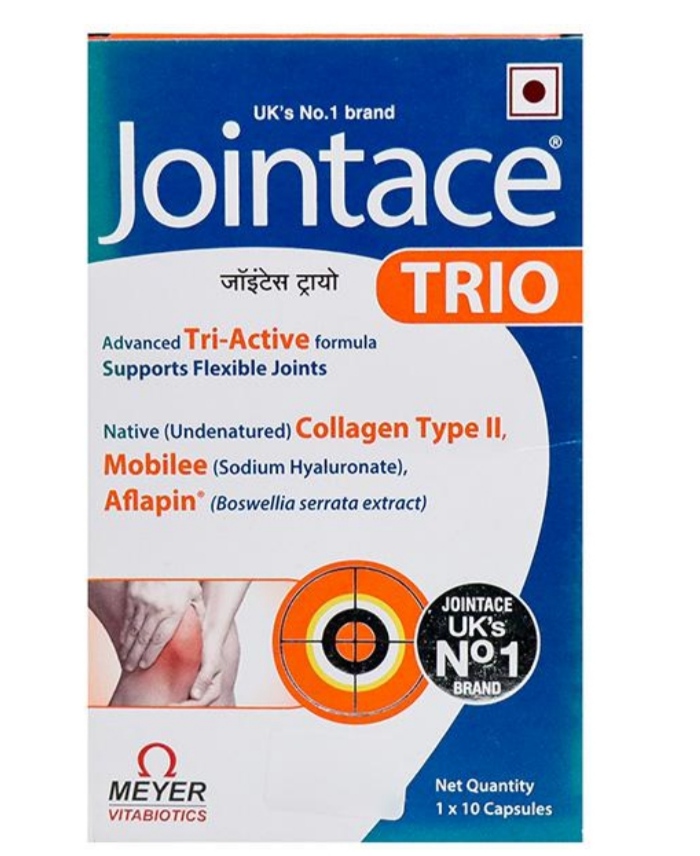 UK's No.1 brand
Jointace®
जॉइंटेस ट्रायो
TRIO
Advanced Tri-Active formula
Supports Flexible Joints
Native (Undenatured) Collagen Type II,
Mobilee (Sodium Hyaluronate),
Aflapin® (Boswellia serrata extract)
JOINTACE
UK's
Nº1
BRAND
MEYER
VITABIOTICS
Net Quantity
1 x 10 Capsules